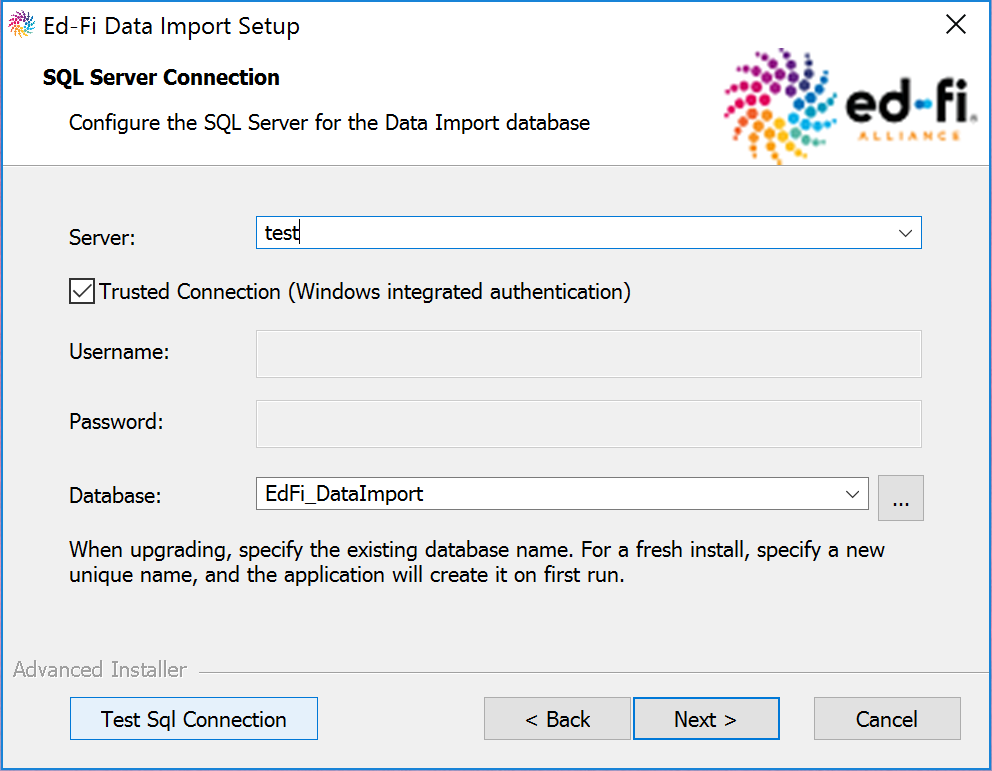 Ed-Fi Data Import Setup
SQL Server Connection
Configure the SQL Server for the Data Import database
ed-fi®
ALLIANCE
Server:
test
Trusted Connection (Windows integrated authentication)
Username:
Password:
Database:
EdFi_DataImport
...
When upgrading, specify the existing database name. For a fresh install, specify a new
unique name, and the application will create it on first run.
Advanced Installer
Test Sql Connection
< Back
Next >
Cancel